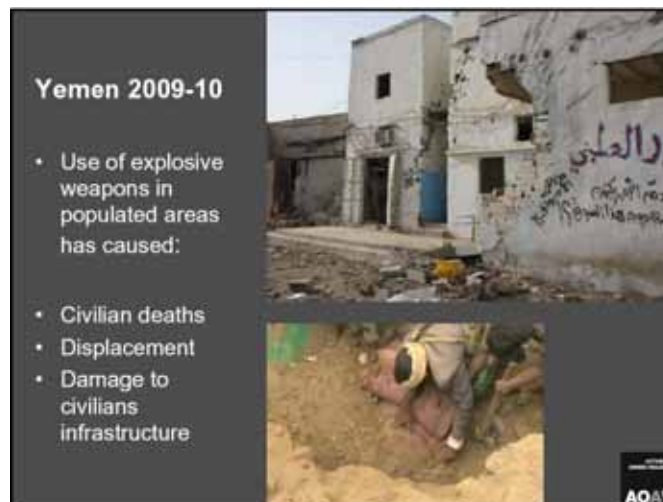 Yemen 2009-10
• Use of explosive
weapons in
populated areas
has caused:
• Civilian deaths
• Displacement
• Damage to
civilians
infrastructure
AOA